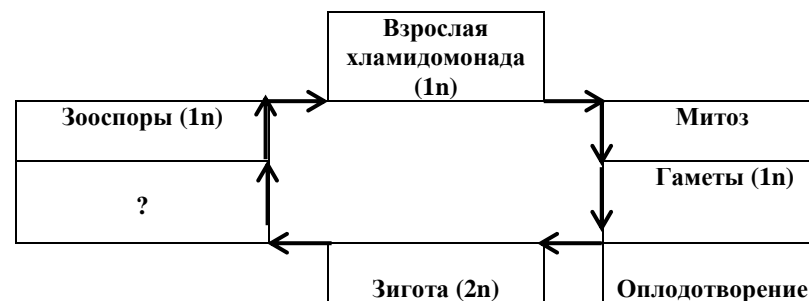 Взрослая
хламидомонада
(1n)
Зооспоры (1n)
Митоз
Гаметы (1n)
?
Зигота (2n)
Оплодотворение